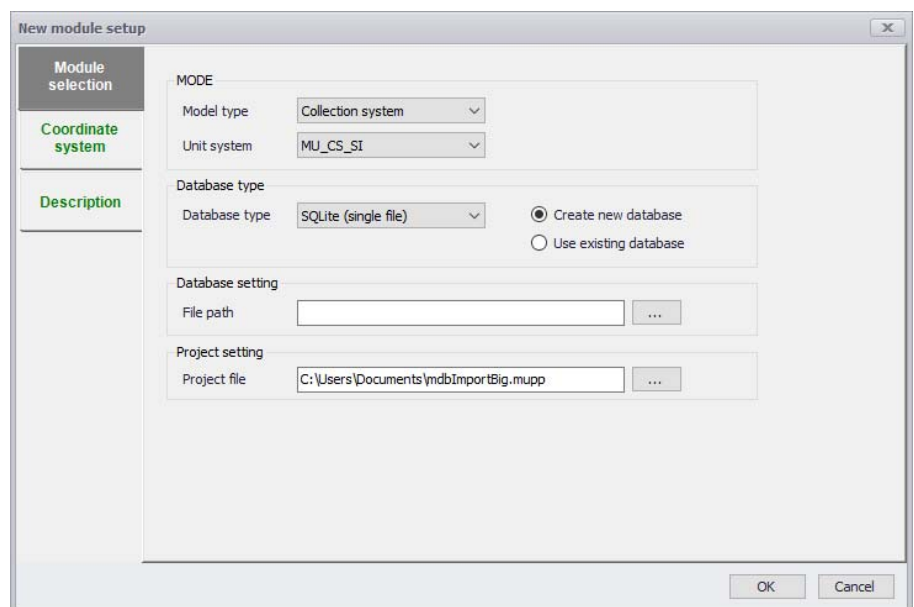 New module setup
Module
selection
Coordinate
system
Description
MODE
Model type Collection system
Unit system MU_CS_SI
Database type
Database type SQLite (single file) Create new database
Use existing database
Database setting
File path ...
Project setting
Project file C:\Users\Documents\mdbImportBig.mupp ...
OK Cancel